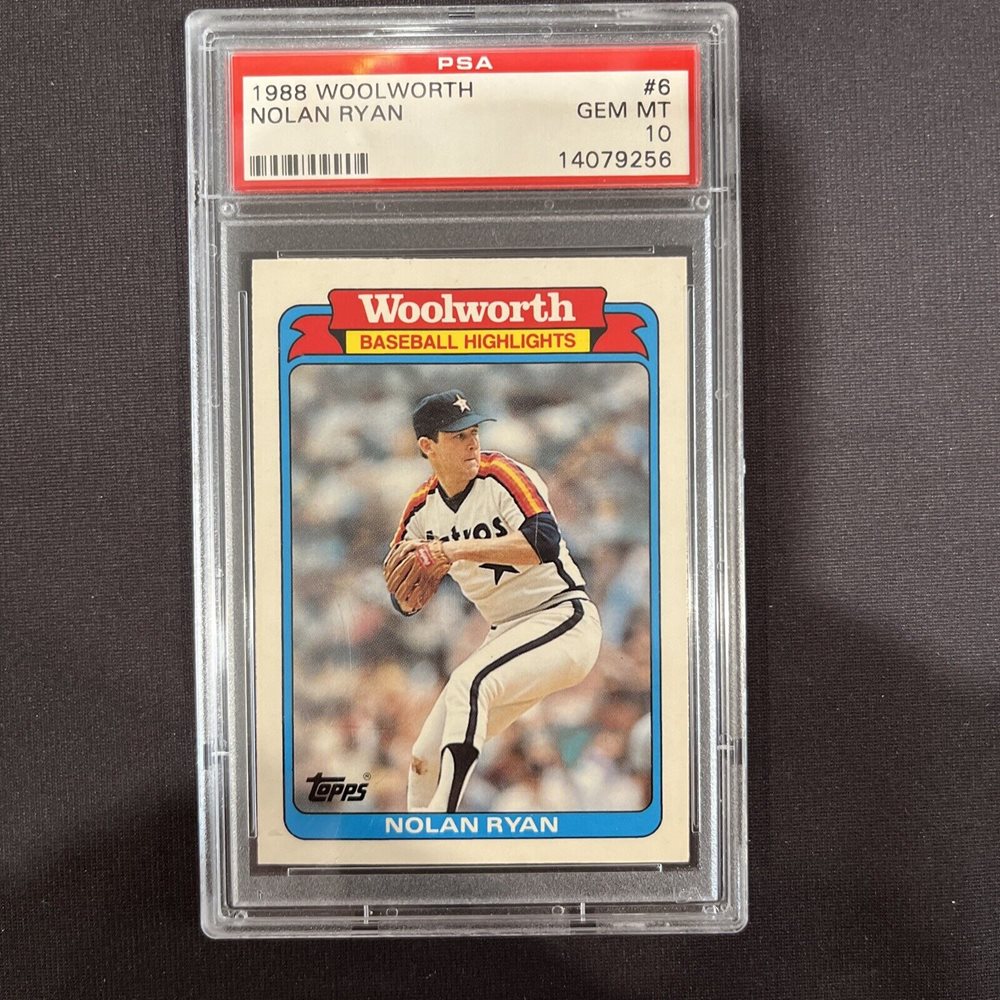 PSA
1988 WOOLWORTH #6
NOLAN RYAN GEM MT
10
14079256
Woolworth
BASEBALL HIGHLIGHTS
Astros
TOPPS®
NOLAN RYAN